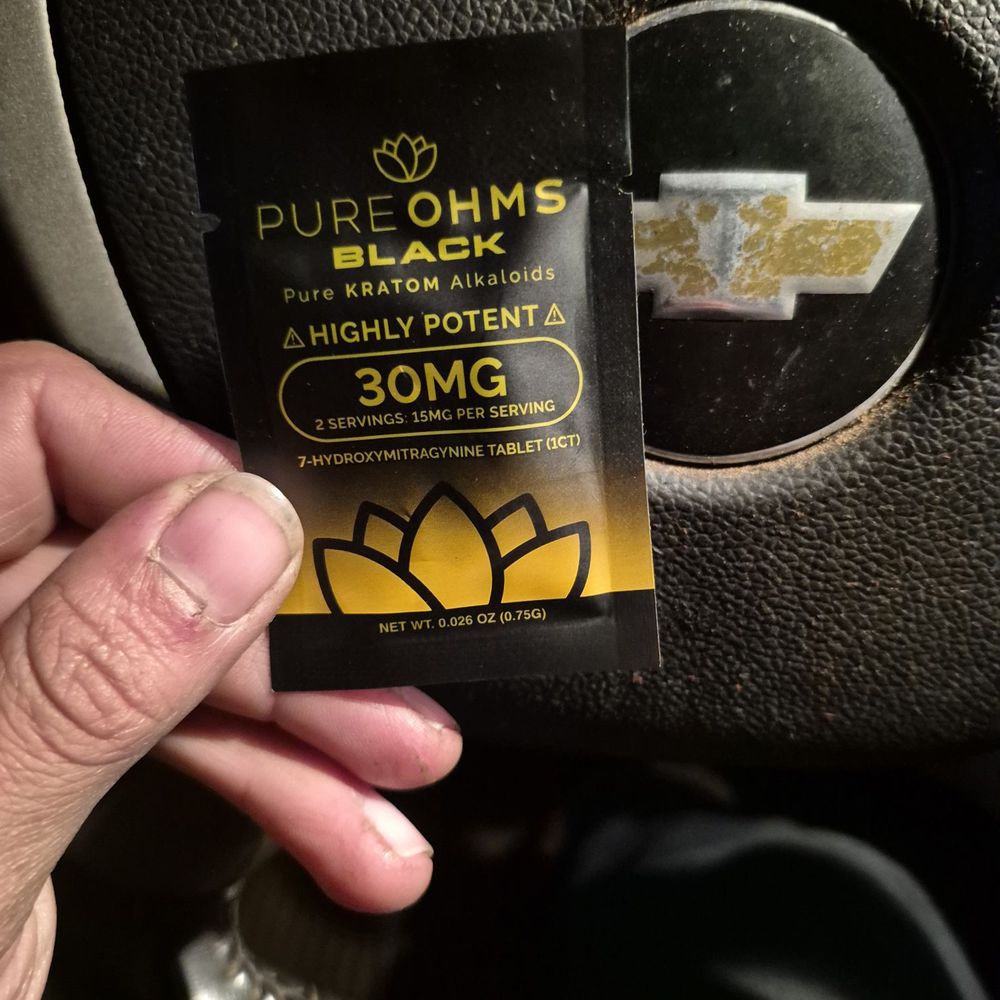 PURE OHMS
BLACK
Pure KRATOM Alkaloids
⚠HIGHLY POTENT⚠
30MG
2 SERVINGS: 15MG PER SERVING
7-HYDROXYMITRAGYNINE TABLET (1CT)
NET WT. 0.026 OZ (0.75G)